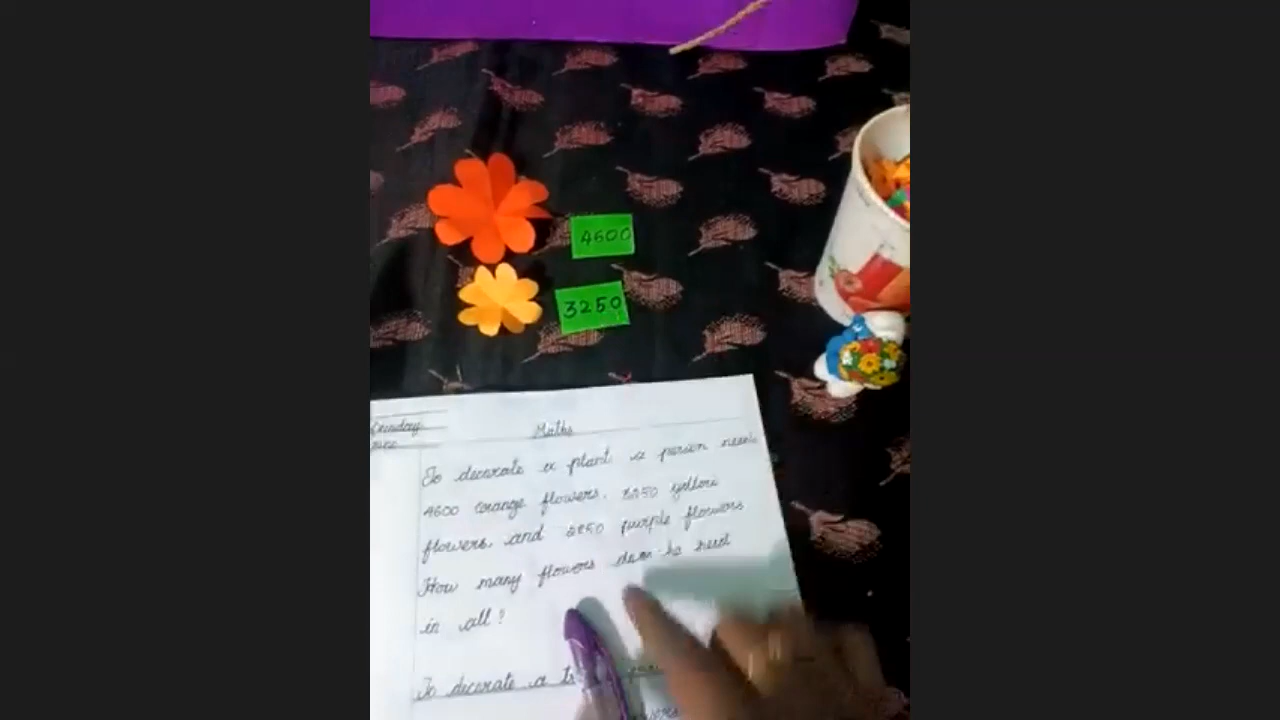 4600
3250
Maths
To decorate a plant a person needs
4600 orange flowers, 3250 yellow
flowers and 2850 purple flowers
How many flowers does he need
in all?
To decorate a